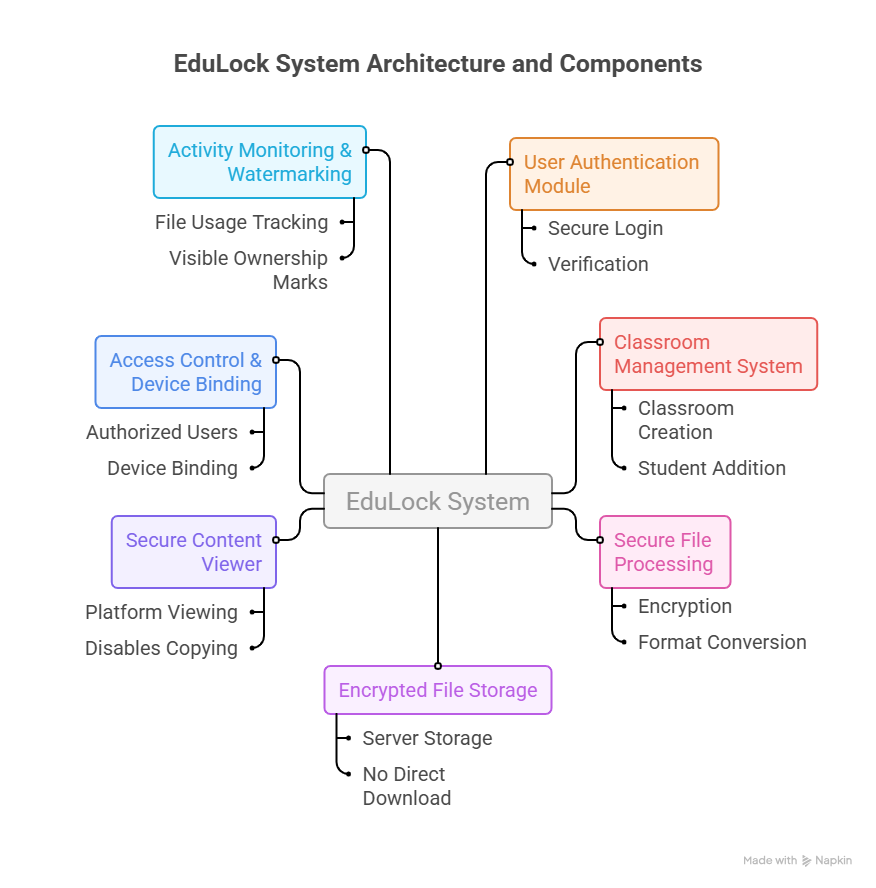 EduLock System Architecture and Components
Activity Monitoring &
Watermarking
File Usage Tracking
Visible Ownership
Marks
User Authentication
Module
Secure Login
Verification
Access Control &
Device Binding
Authorized Users
Device Binding
Classroom
Management System
Classroom
Creation
Student Addition
EduLock System
Secure Content
Viewer
Platform Viewing
Disables Copying
Secure File
Processing
Encryption
Format Conversion
Encrypted File Storage
Server Storage
No Direct
Download
Made with Napkin